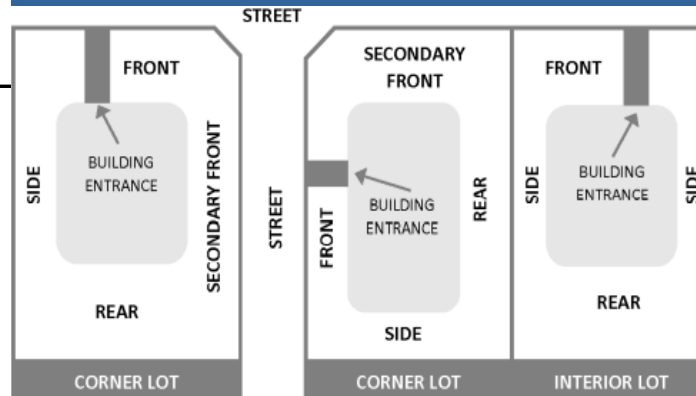 STREET
FRONT
BUILDING
ENTRANCE
SIDE
SECONDARY FRONT
REAR
CORNER LOT
STREET
SECONDARY
FRONT
FRONT
BUILDING
ENTRANCE
REAR
SIDE
CORNER LOT
FRONT
BUILDING
ENTRANCE
SIDE
SIDE
REAR
INTERIOR LOT